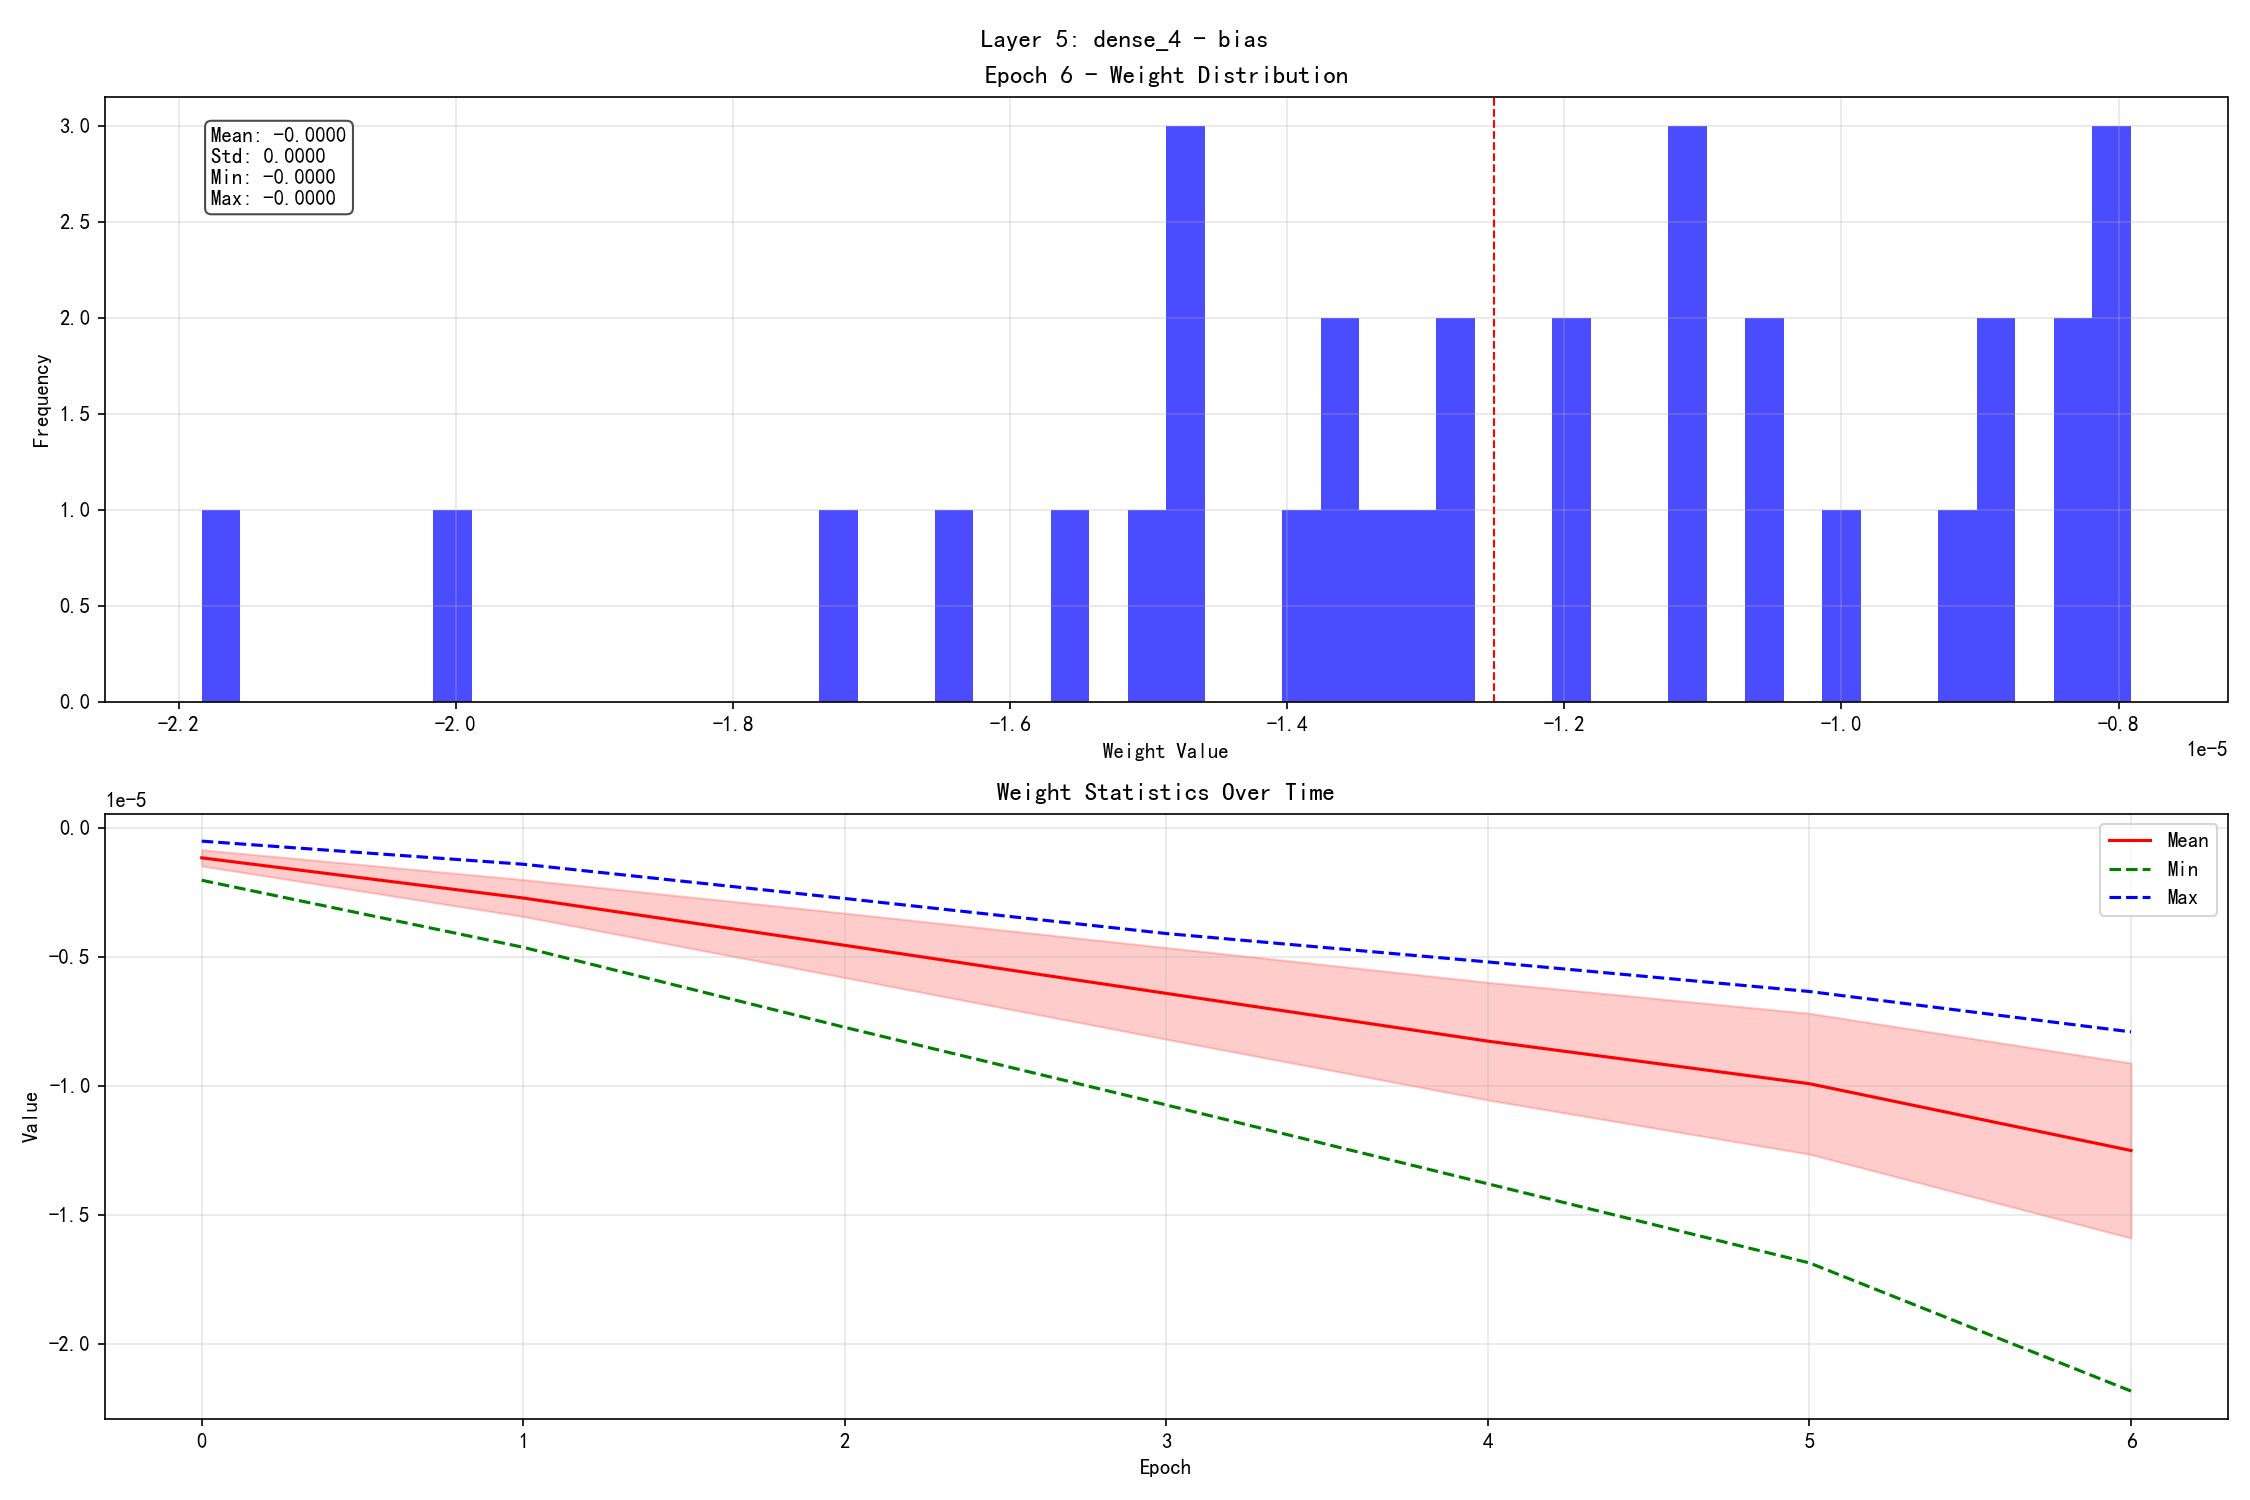 Layer 5: dense_4 - bias
Epoch 6 - Weight Distribution
Mean: -0.0000
Std: 0.0000
Min: -0.0000
Max: -0.0000
3.0
2.5
2.0
1.5
1.0
0.5
0.0
Frequency
-2.2 -2.0 -1.8 -1.6 -1.4 -1.2 -1.0 -0.8
1e-5
Weight Value
Weight Statistics Over Time
1e-5
0.0
-0.5
-1.0
-1.5
-2.0
Value
Mean
Min
Max
0 1 2 3 4 5 6
Epoch